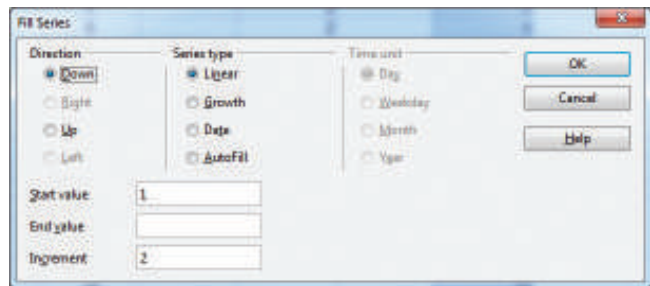 Fill Series
Direction
Down
Right
Up
Left
Series type
Linear
Growth
Date
AutoFill
Time unit
Day
Weekday
Month
Year
OK
Cancel
Help
Start value 1
End value
Increment 2